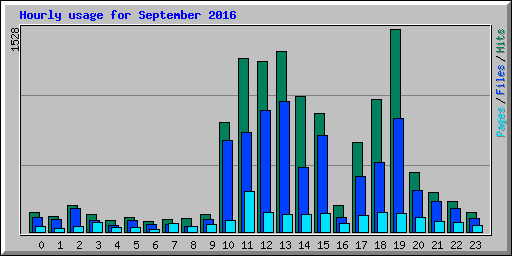 Hourly usage for September 2016
1528
Pages/Files/Hits
0 1 2 3 4 5 6 7 8 9 10 11 12 13 14 15 16 17 18 19 20 21 22 23